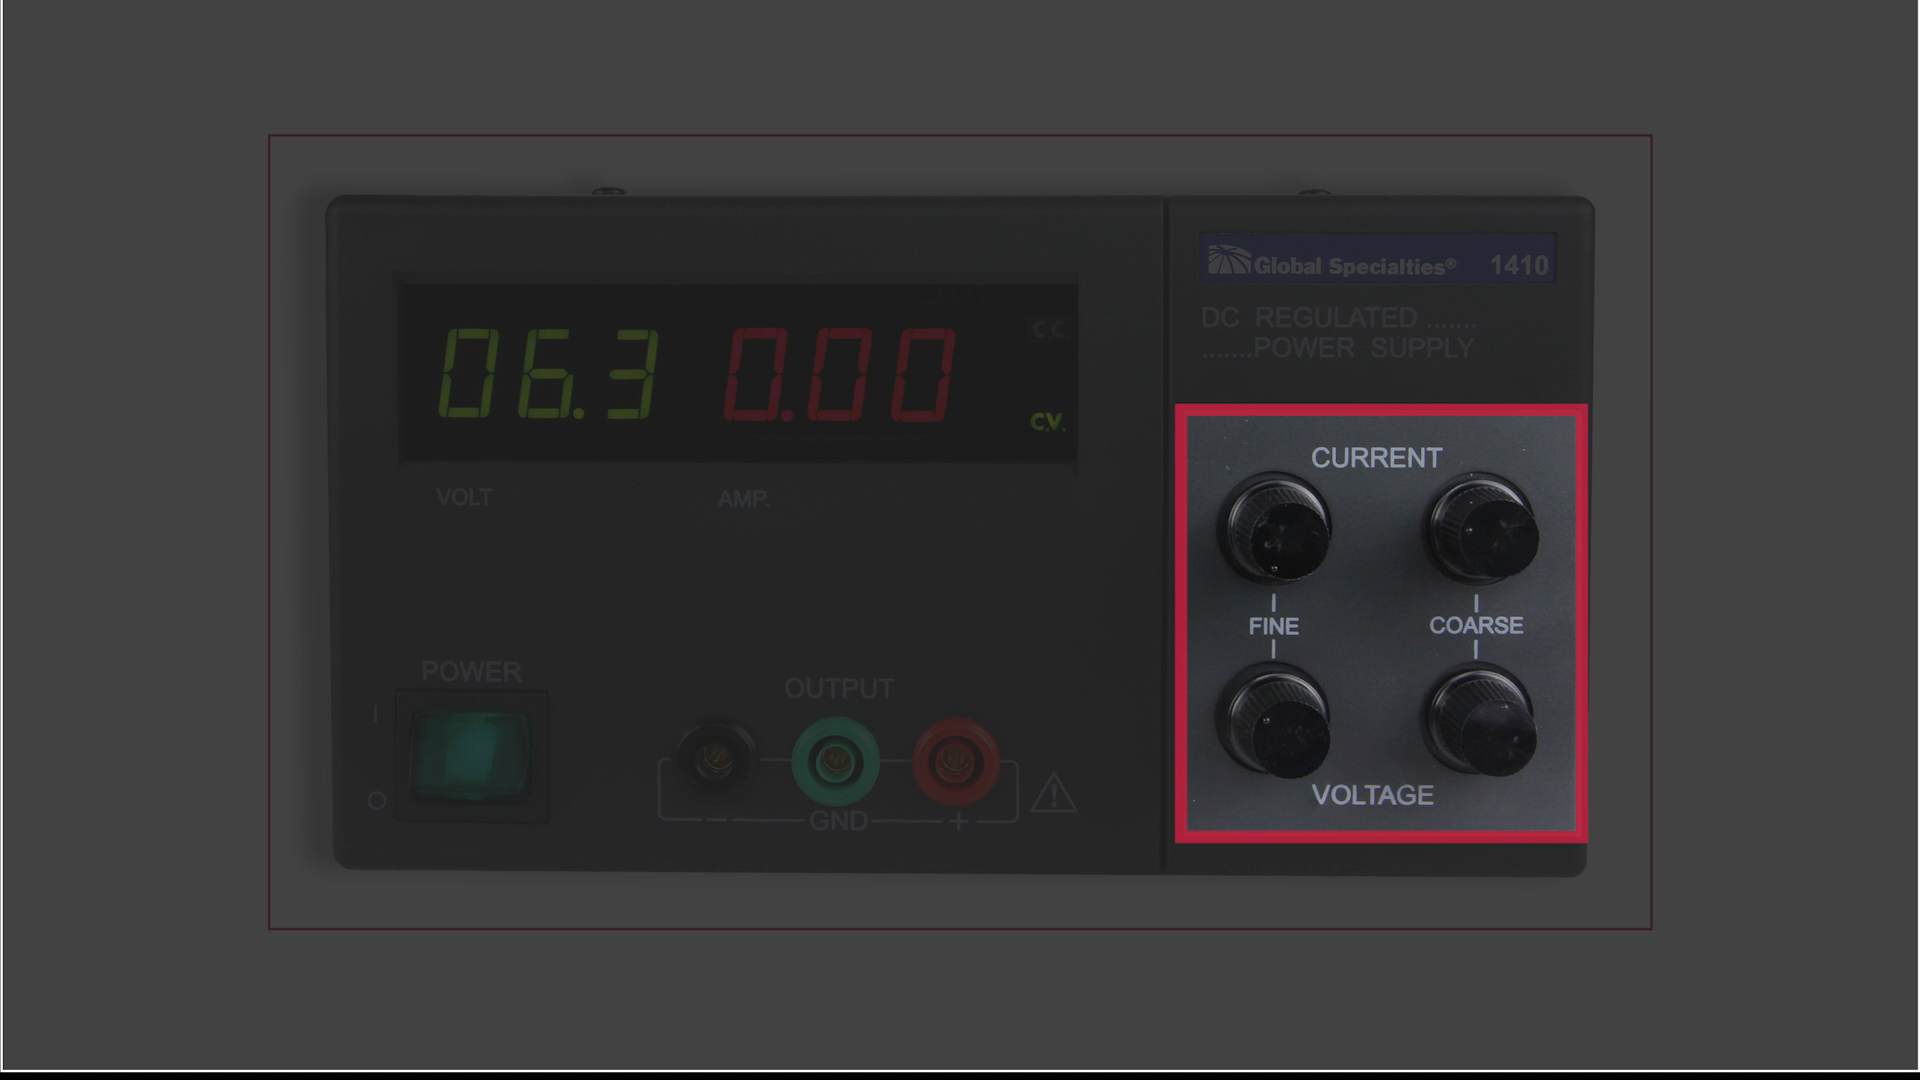 Global Specialties® 1410
DC REGULATED .......
.......POWER SUPPLY
06.3 0.00
C.C
C.V.
VOLT AMP.
CURRENT
FINE COARSE
VOLTAGE
POWER
I
O
OUTPUT
− GND +